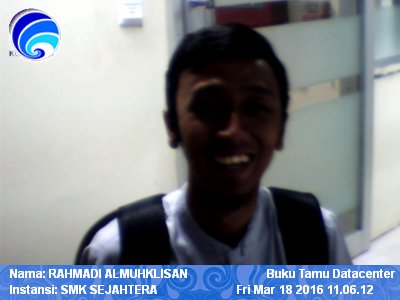 Nama: RAHMADI ALMUHKLISAN Buku Tamu Datacenter
Instansi: SMK SEJAHTERA Fri Mar 18 2016 11.06.12